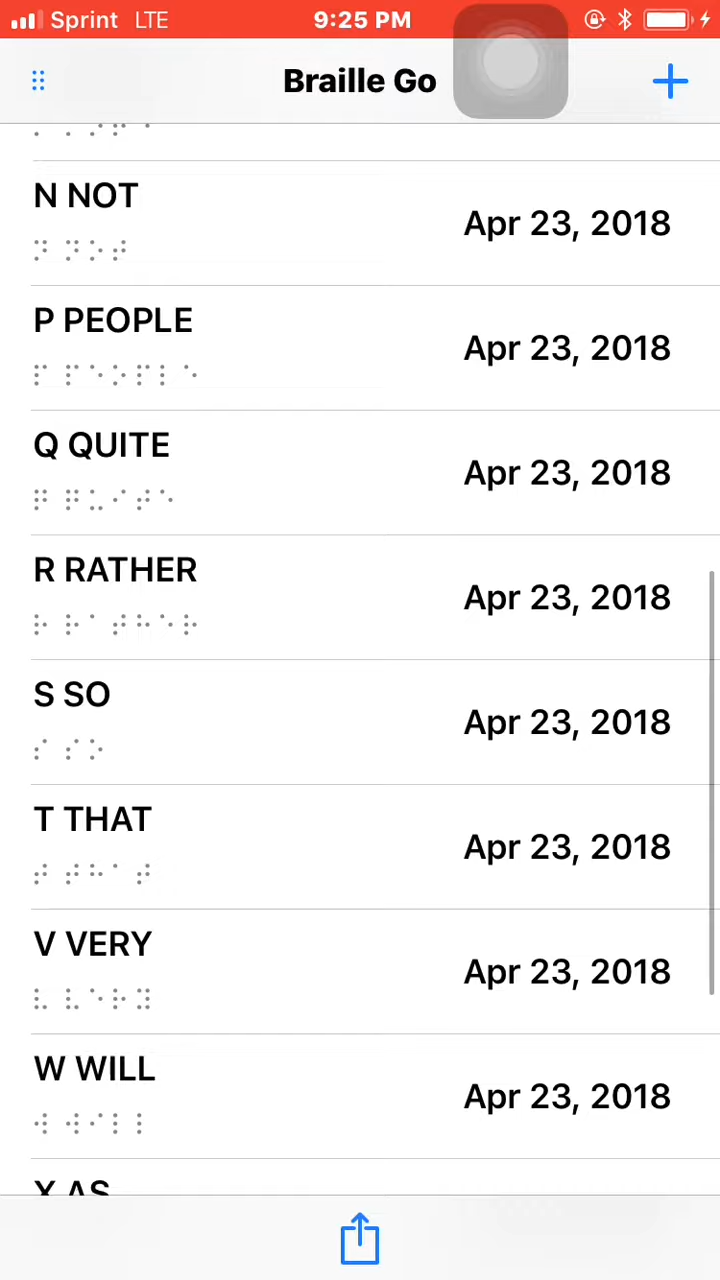 Sprint LTE 9:25 PM
Braille Go
N NOT
Apr 23, 2018
⠝ ⠝⠕⠞
P PEOPLE
Apr 23, 2018
⠏ ⠏⠑⠕⠏⠇⠑
Q QUITE
Apr 23, 2018
⠟ ⠟⠥⠊⠞⠑
R RATHER
Apr 23, 2018
⠗ ⠗⠁⠞⠓⠑⠗
S SO
Apr 23, 2018
⠎ ⠎⠕
T THAT
Apr 23, 2018
⠞ ⠞⠓⠁⠞
V VERY
Apr 23, 2018
⠧ ⠧⠑⠗⠽
W WILL
Apr 23, 2018
⠺ ⠺⠊⠇⠇
X AS